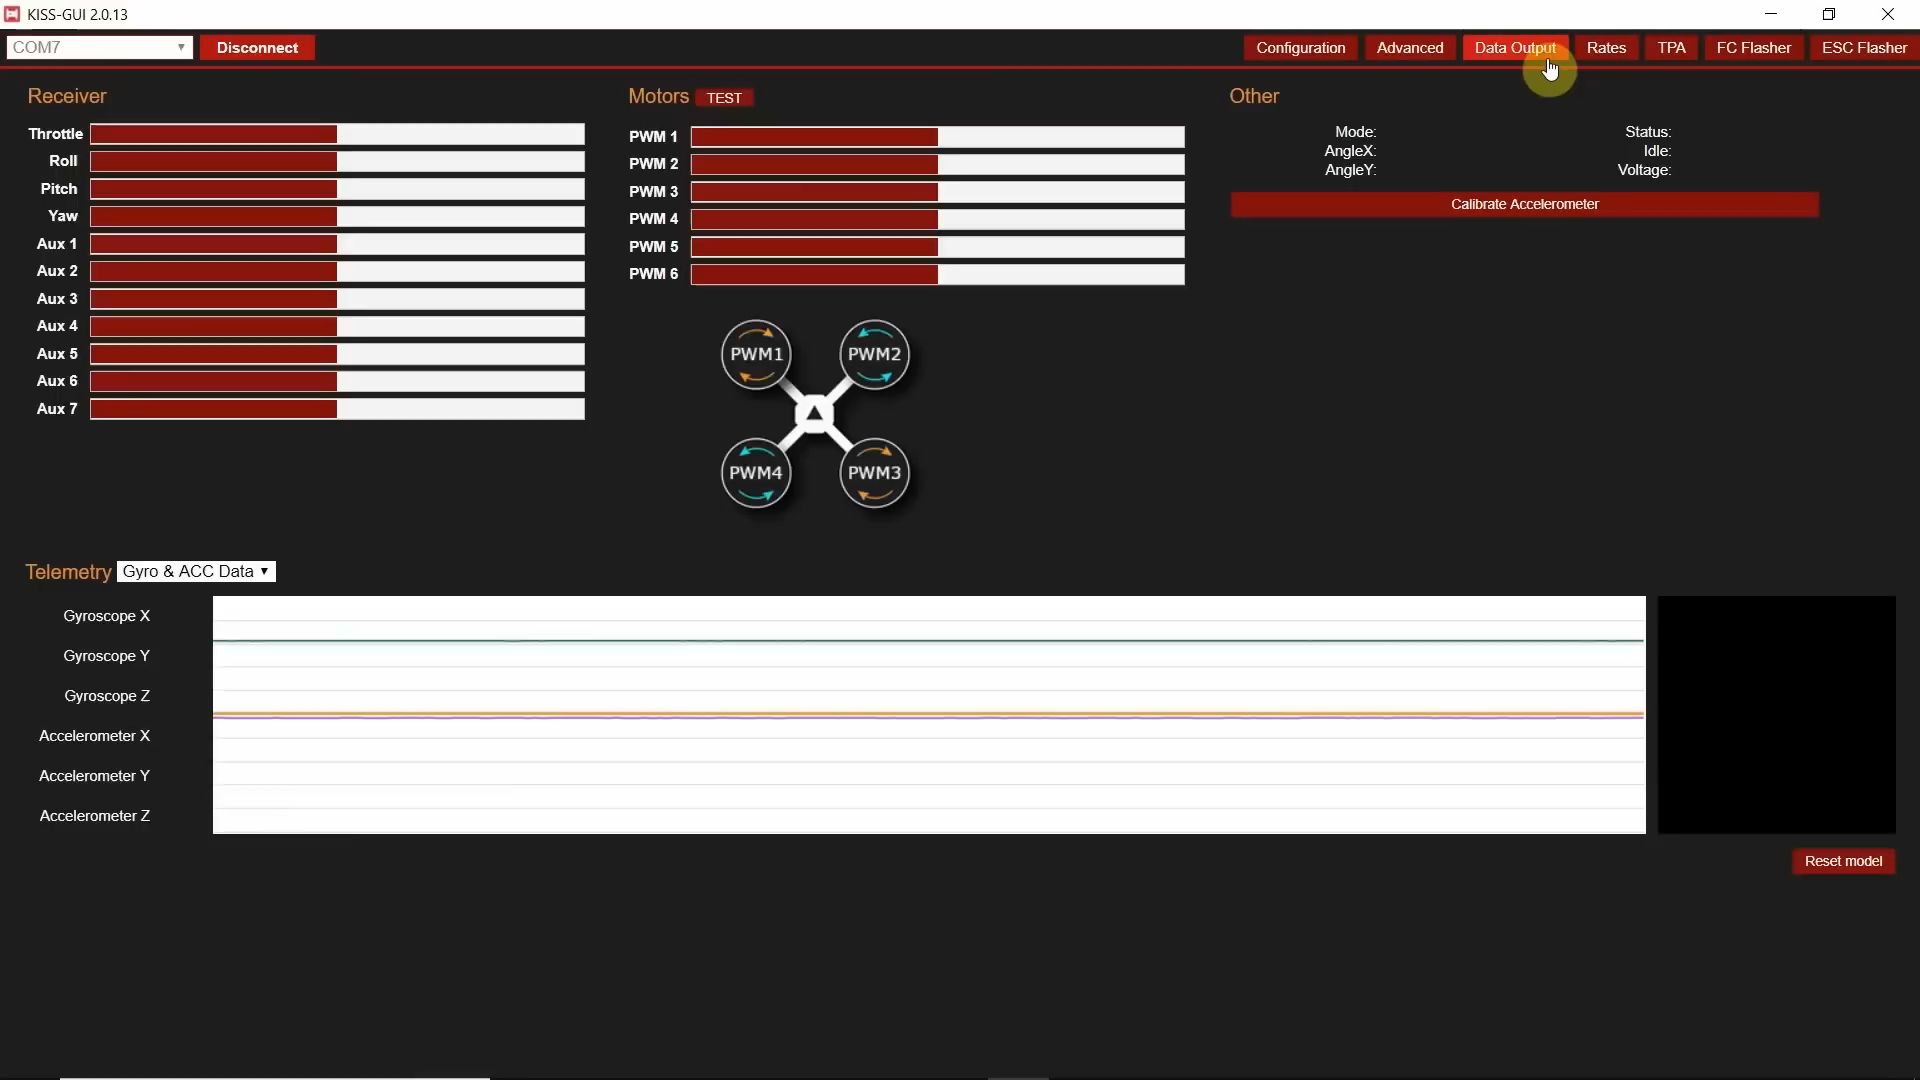 KISS-GUI 2.0.13
COM7 Disconnect Configuration Advanced Data Output Rates TPA FC Flasher ESC Flasher
Receiver
Throttle
Roll
Pitch
Yaw
Aux 1
Aux 2
Aux 3
Aux 4
Aux 5
Aux 6
Aux 7
Motors TEST
PWM 1
PWM 2
PWM 3
PWM 4
PWM 5
PWM 6
PWM1 PWM2
PWM4 PWM3
Other
Mode: Status:
AngleX: Idle:
AngleY: Voltage:
Calibrate Accelerometer
Telemetry Gyro & ACC Data
Gyroscope X
Gyroscope Y
Gyroscope Z
Accelerometer X
Accelerometer Y
Accelerometer Z
Reset model